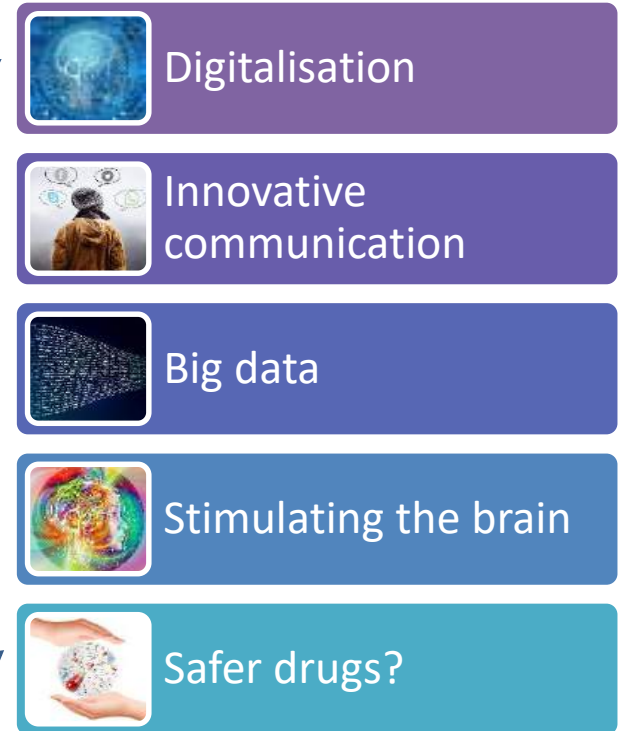 Digitalisation
Innovative
communication
Big data
Stimulating the brain
Safer drugs?